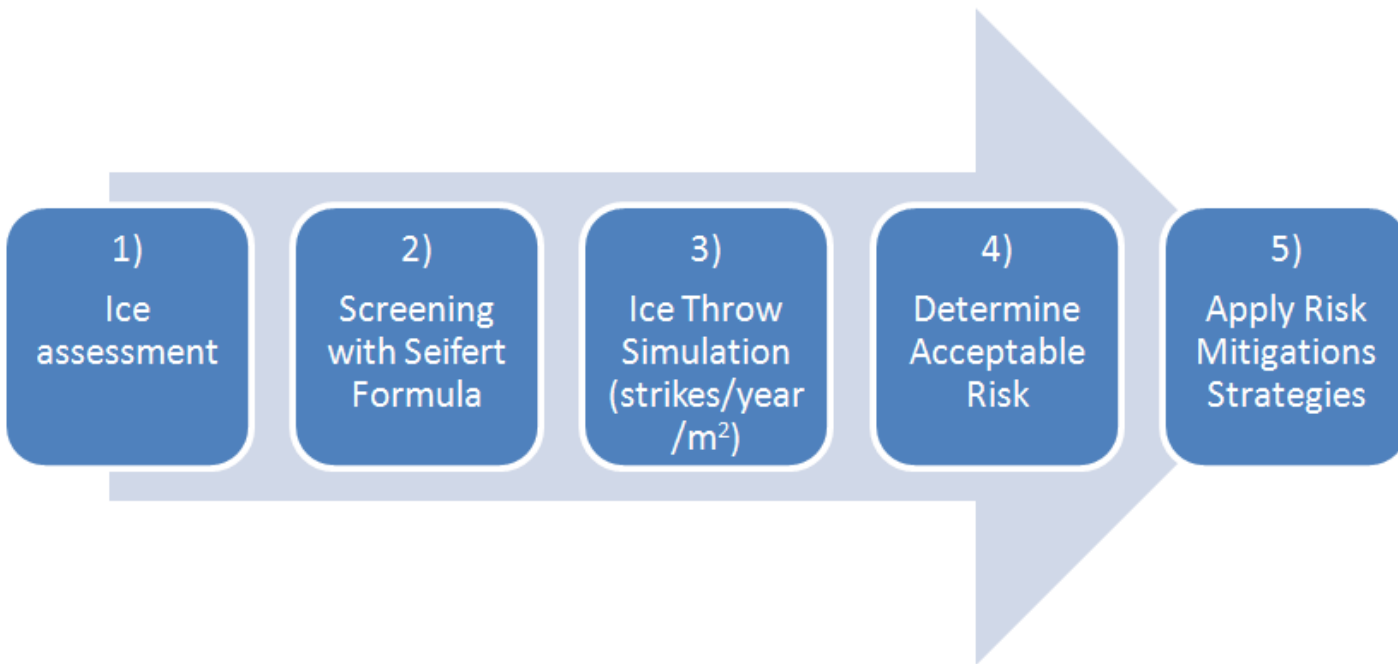 1)
Ice
assessment
2)
Screening
with Seifert
Formula
3)
Ice Throw
Simulation
(strikes/year
/m²)
4)
Determine
Acceptable
Risk
5)
Apply Risk
Mitigations
Strategies